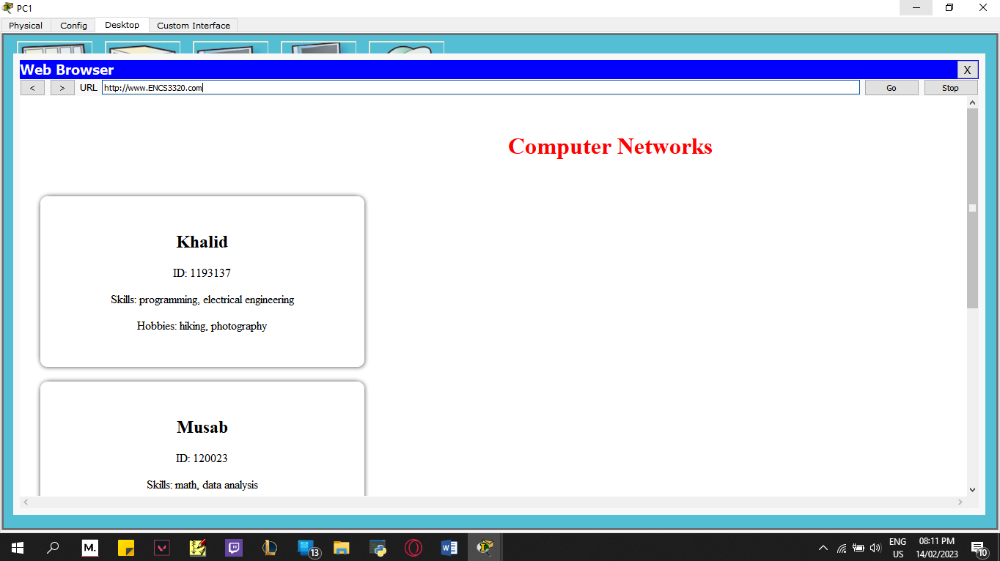 PC1
Physical Config Desktop Custom Interface
Web Browser X
< > URL http://www.ENCS3320.com Go Stop
Computer Networks
Khalid
ID: 1193137
Skills: programming, electrical engineering
Hobbies: hiking, photography
Musab
ID: 120023
Skills: math, data analysis
M. 13 W ENG 08:11 PM
US 14/02/2023 10